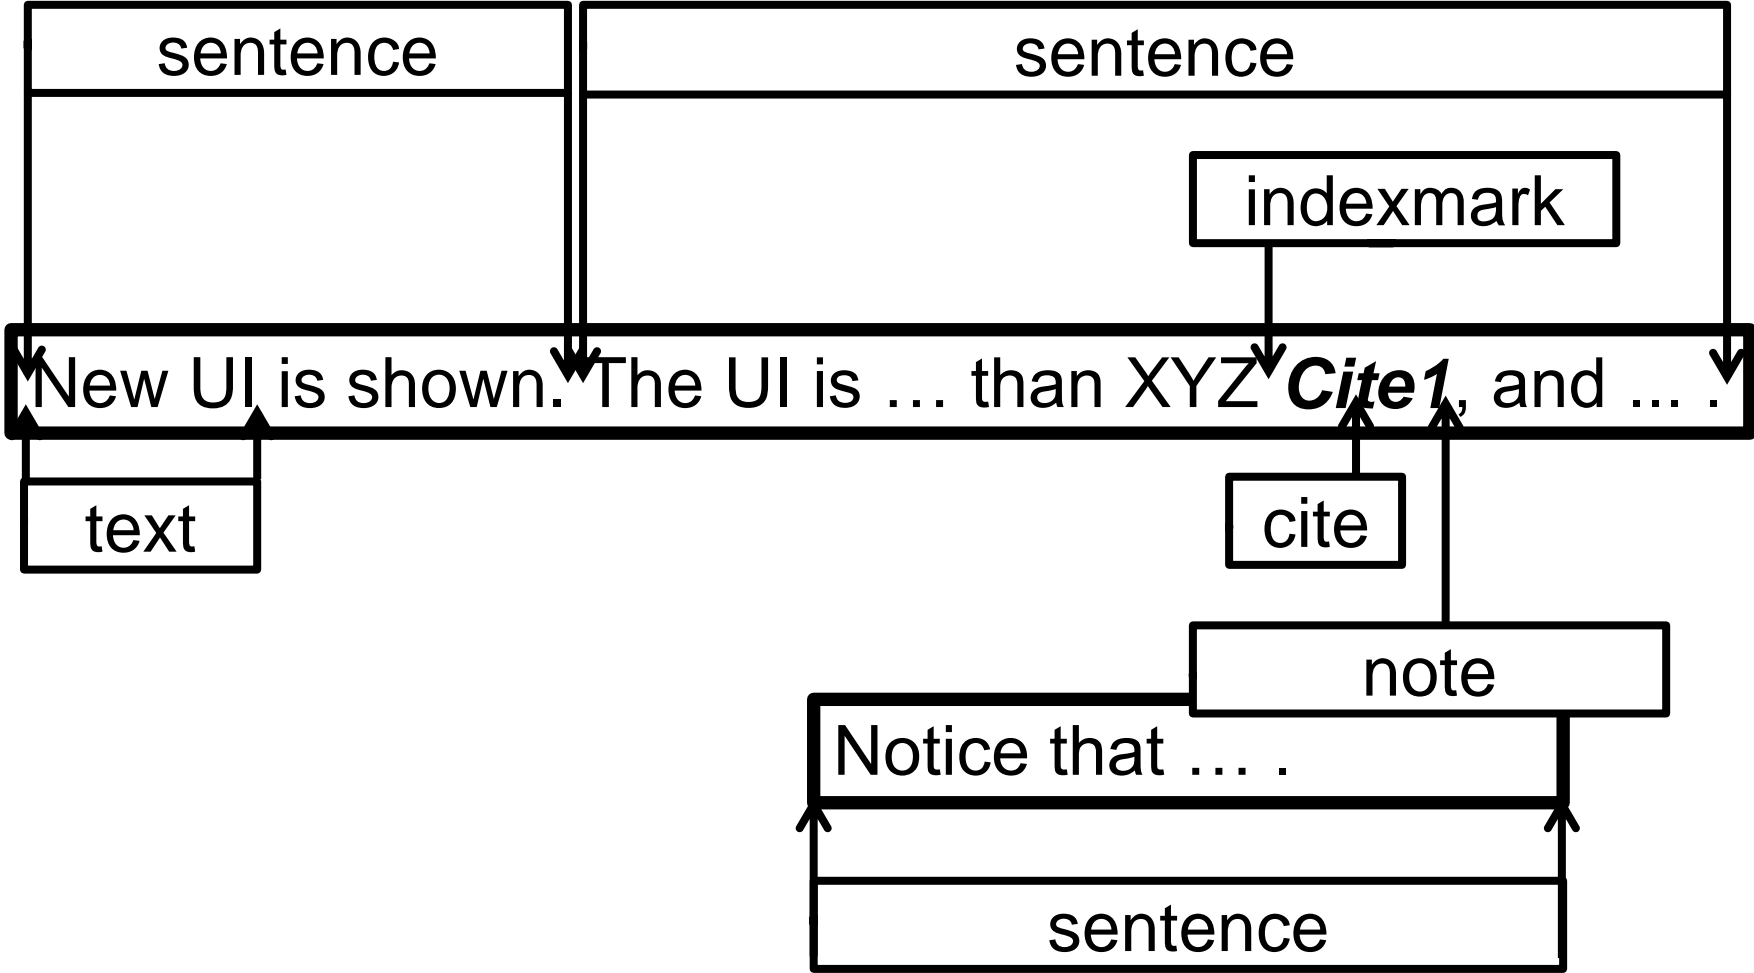 sentence sentence
indexmark
New UI is shown. The UI is … than XYZ Cite1, and ... .
text cite
note
Notice that … .
sentence